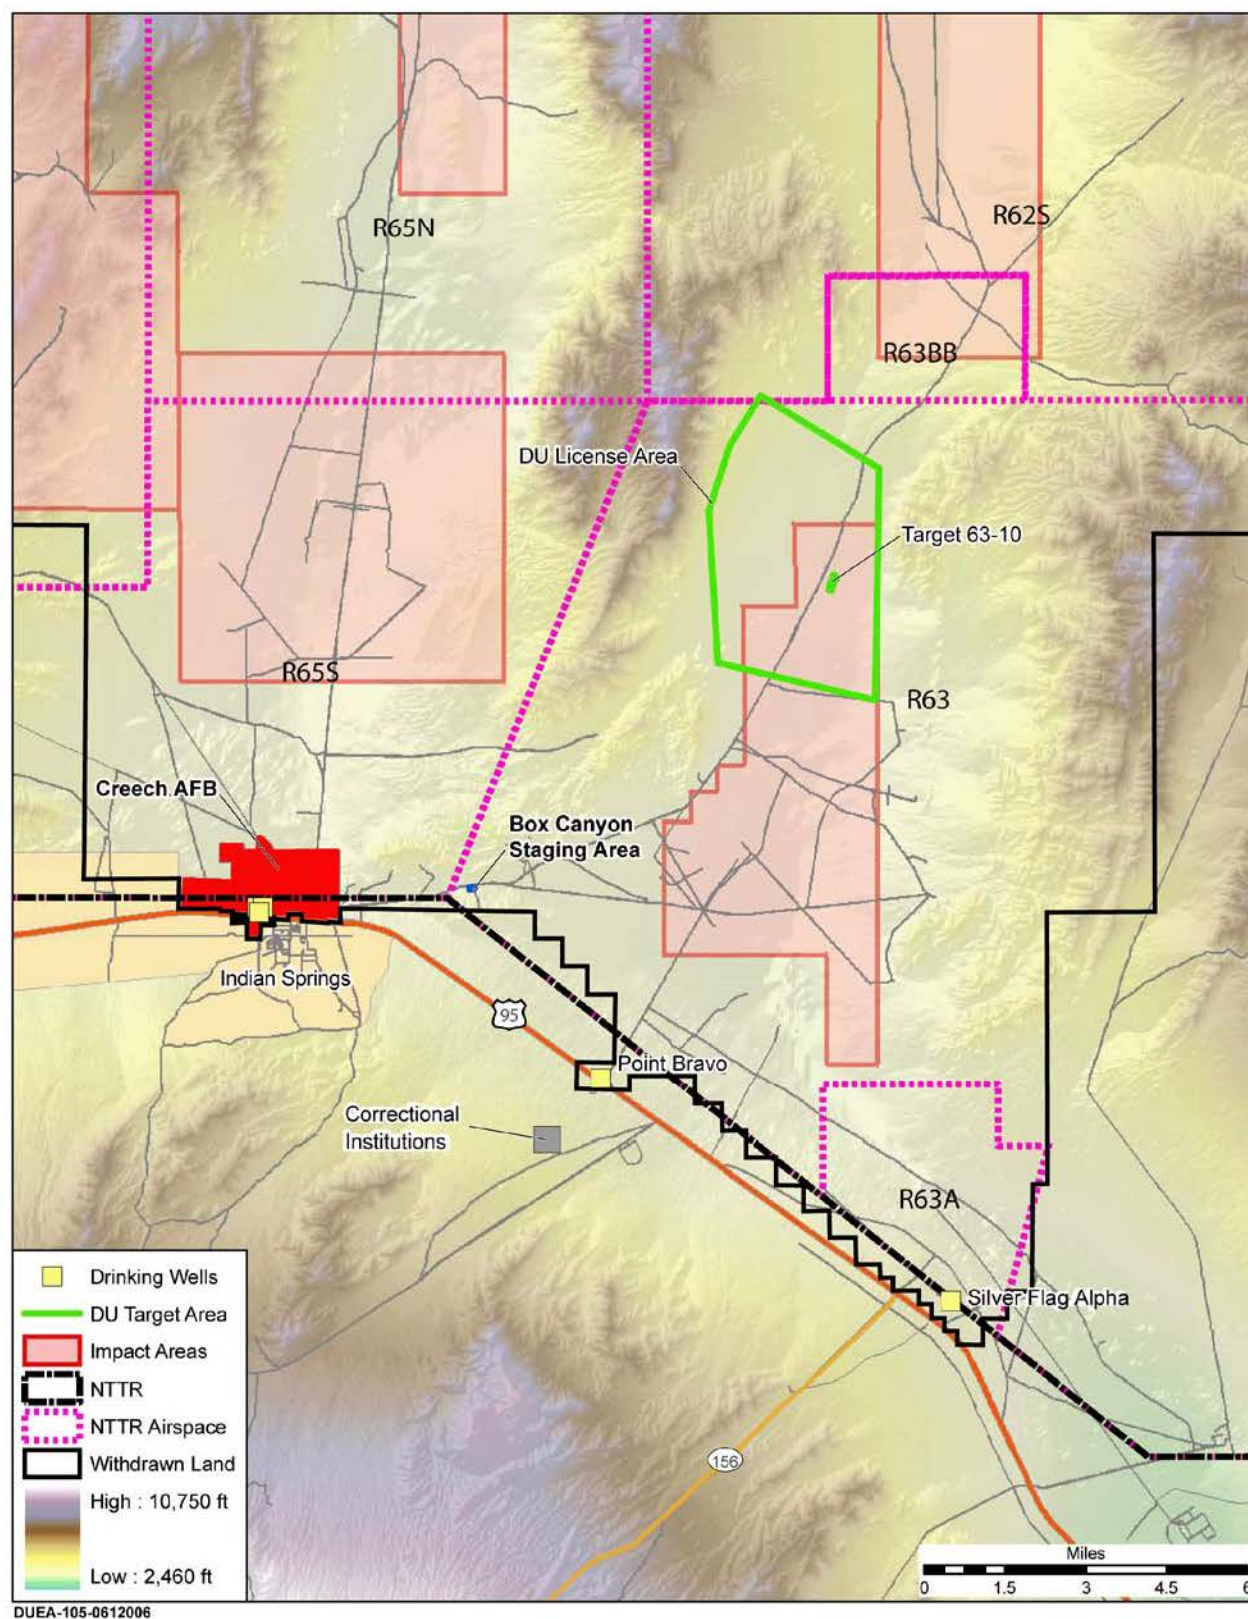 R65N
R62S
R63BB
DU License Area
Target 63-10
R65S
R63
Creech AFB
Box Canyon
Staging Area
Indian Springs
95
Point Bravo
Correctional
Institutions
R63A
Silver Flag Alpha
156
Drinking Wells
DU Target Area
Impact Areas
NTTR
NTTR Airspace
Withdrawn Land
High : 10,750 ft
Low : 2,460 ft
Miles
0 1.5 3 4.5 6
DUEA-105-0612006